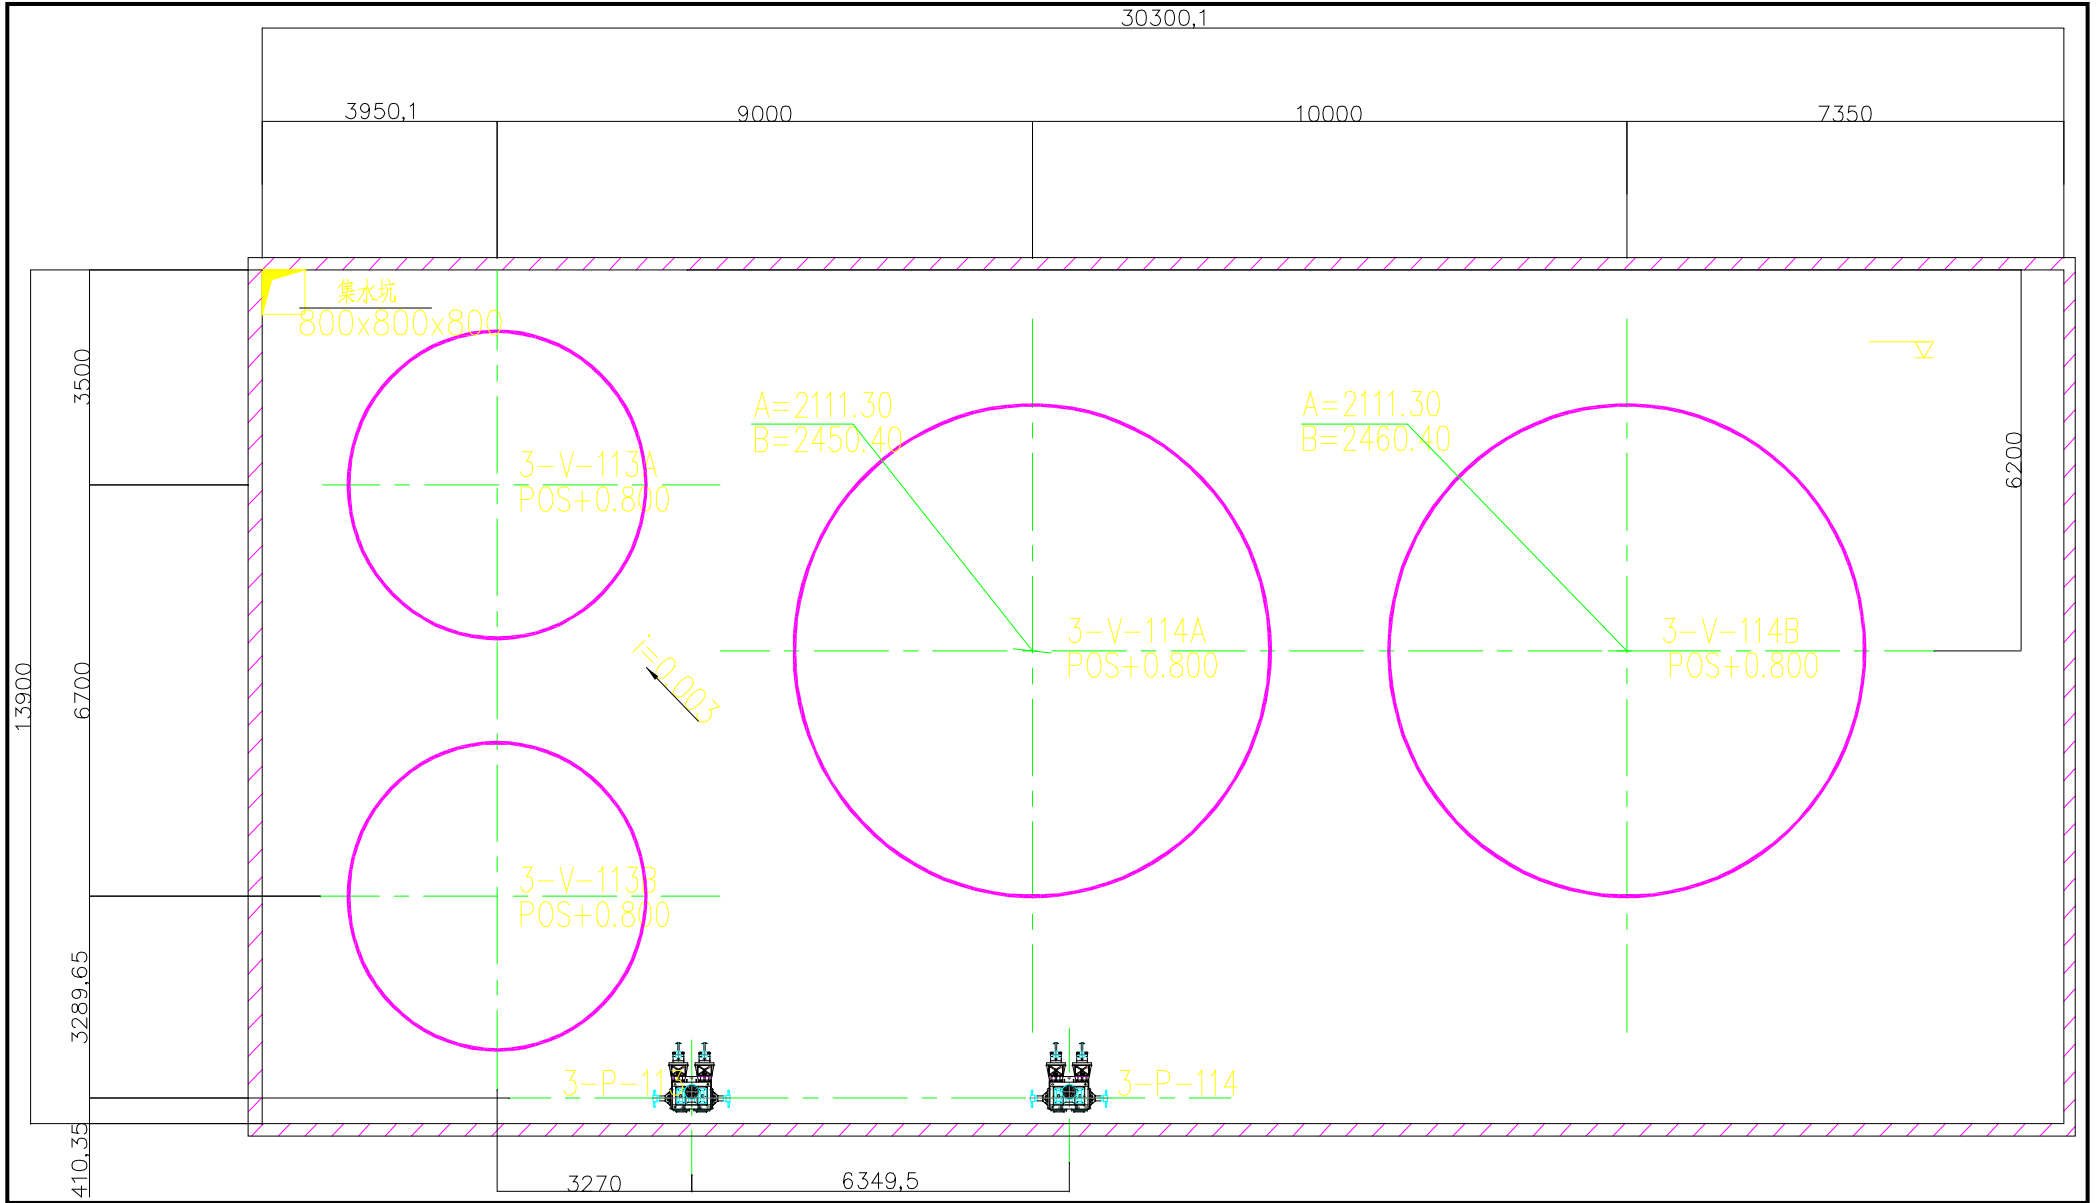 30300,1
3950,1
9000
10000
7350
集水坑
800x800x800
3500
A=2111.30
B=2450.40
A=2111.30
B=2460.40
6200
3-V-113A
POS+0.800
3-V-114A
POS+0.800
3-V-114B
POS+0.800
i=0.003
13900
6700
3-V-113B
POS+0.800
3289,65
3-P-113
3-P-114
410,35
3270
6349,5